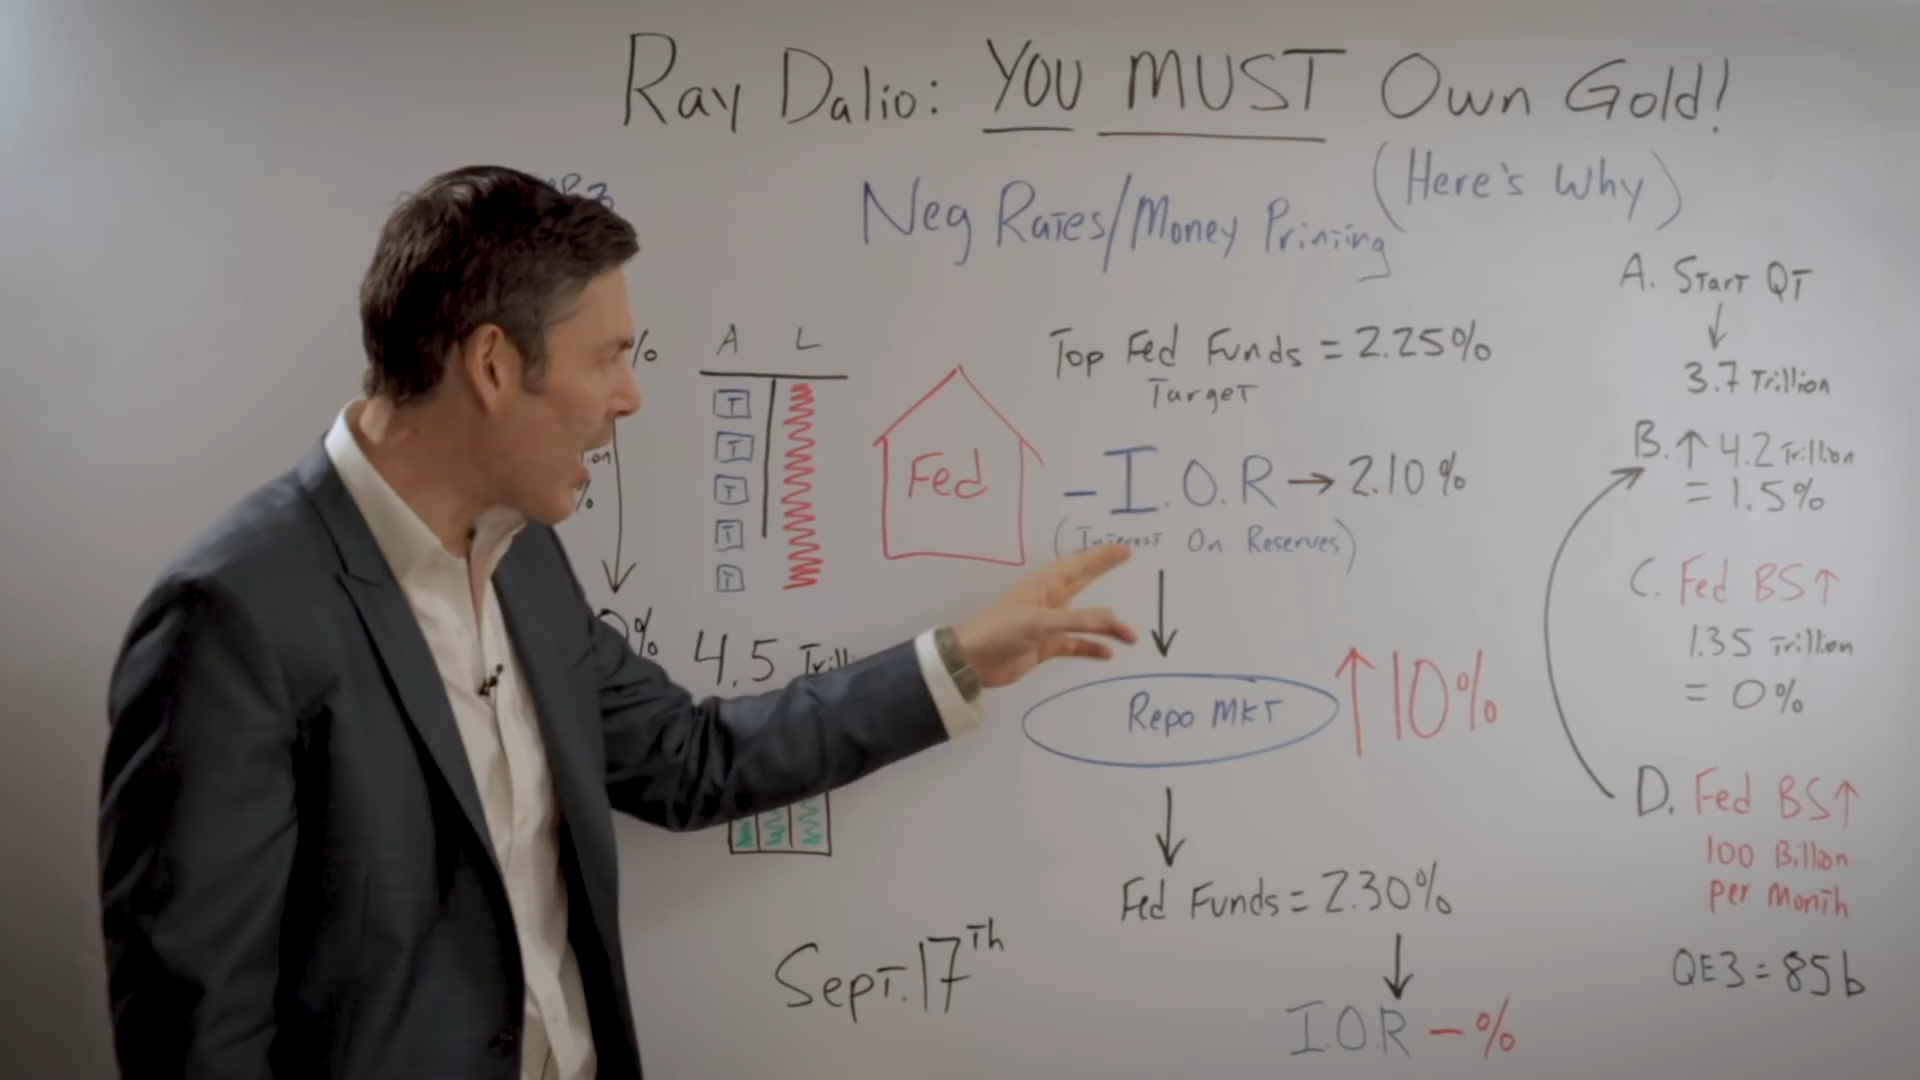 Ray Dalio: YOU MUST Own Gold!
(Here's Why)
Neg Rates/Money Printing
A L
T
T
T
T
T
4.5
Fed
Top Fed Funds = 2.25%
Target
- I.O.R → 2.10%
(Interest On Reserves)
Repo MKT ↑10%
Fed Funds = 2.30%
I.O.R - %
Sept. 17Th
A. Start QT
3.7 Trillion
B. ↑ 4.2 Trillion
= 1.5%
C. Fed BS↑
1.35 Trillion
= 0%
D. Fed BS↑
100 Billion
per Month
QE3 = 85b